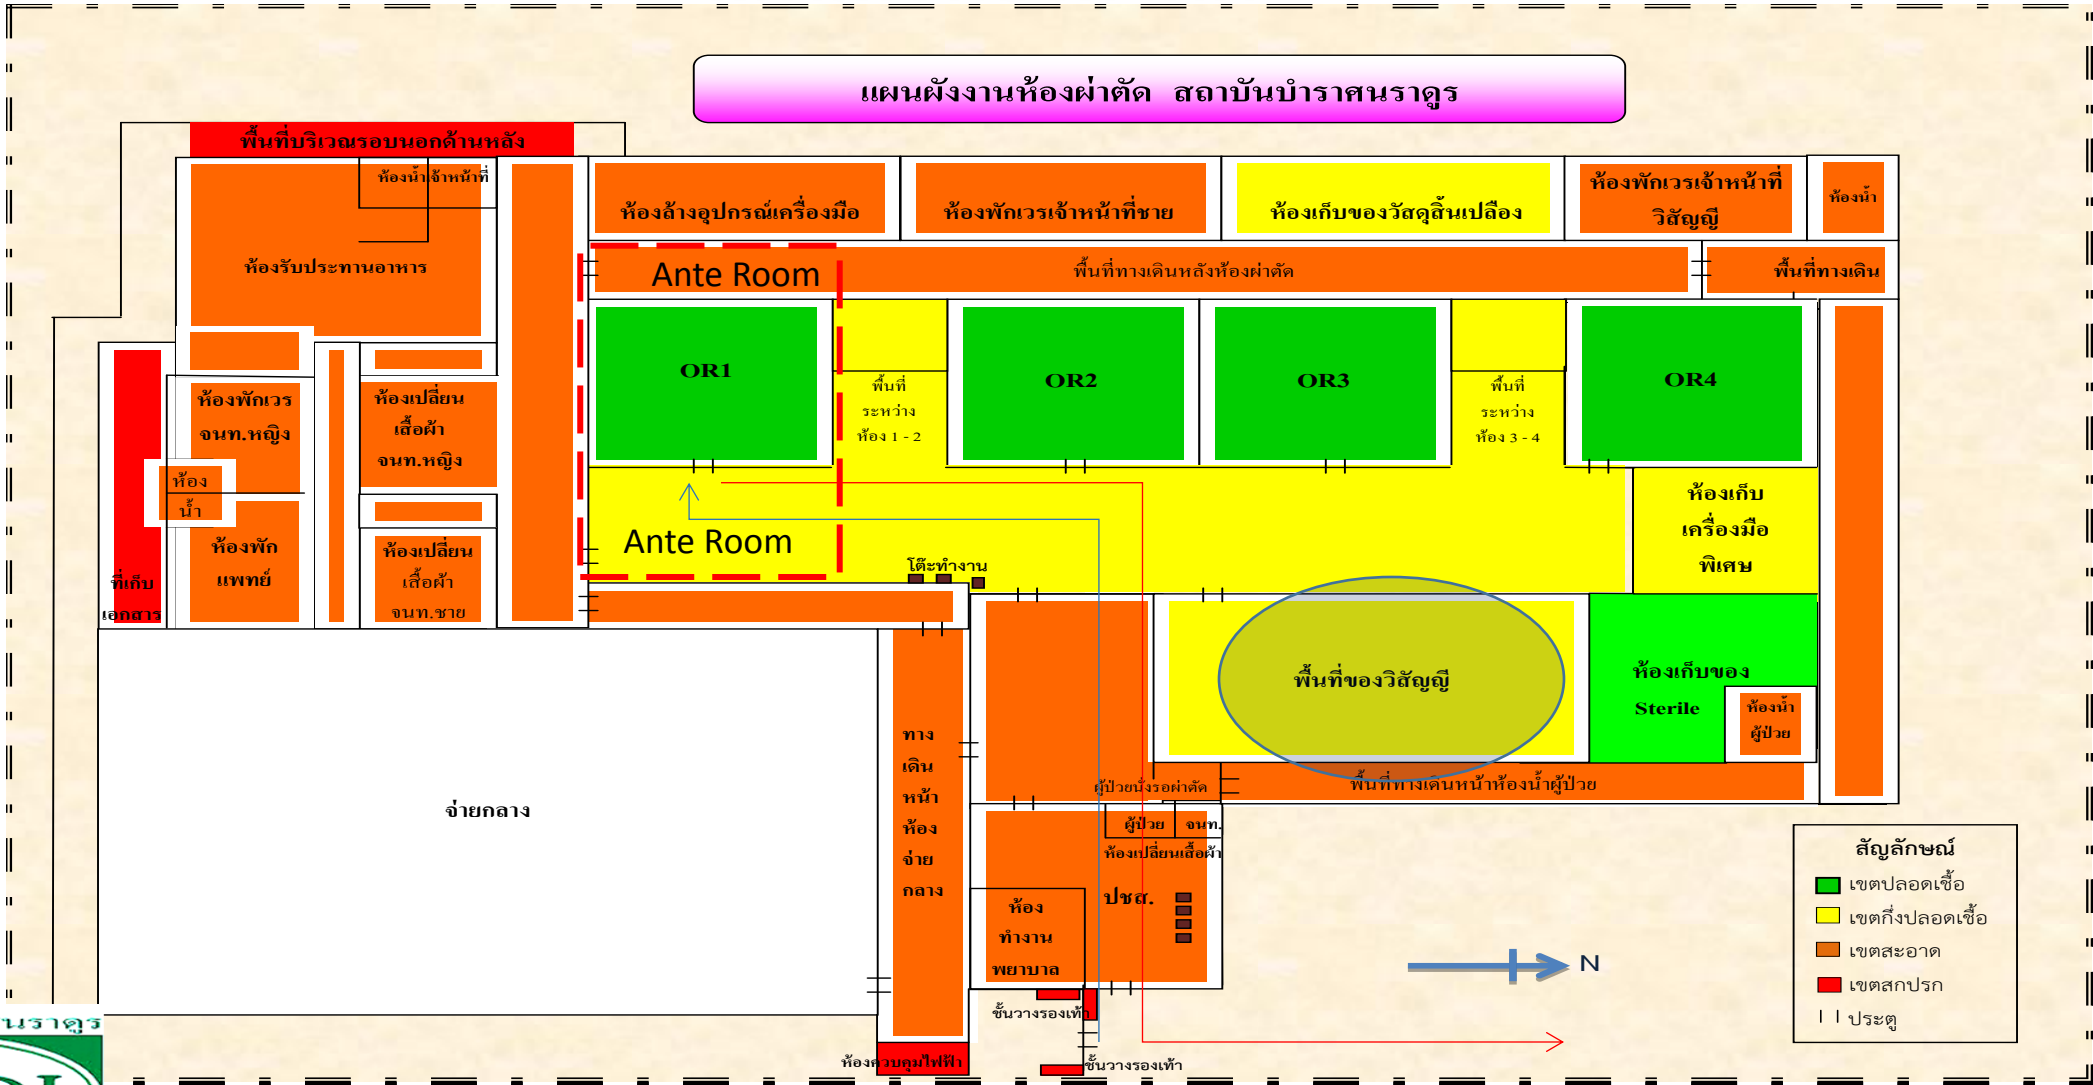 แผนผังงานห้องผ่าตัด สถาบันบำราศนราดูร
พื้นที่บริเวณรอบนอกด้านหลัง
ห้องน้ำเจ้าหน้าที่
ห้องรับประทานอาหาร
ห้องล้างอุปกรณ์เครื่องมือ
ห้องพักเวรเจ้าหน้าที่ชาย
ห้องเก็บของวัสดุสิ้นเปลือง
ห้องพักเวรเจ้าหน้าที่
วิสัญญี
ห้องน้ำ
Ante Room
พื้นที่ทางเดินหลังห้องผ่าตัด
พื้นที่ทางเดิน
OR1
พื้นที่
ระหว่าง
ห้อง 1 - 2
OR2
OR3
พื้นที่
ระหว่าง
ห้อง 3 - 4
OR4
ห้องพักเวร
จนท.หญิง
ห้องเปลี่ยน
เสื้อผ้า
จนท.หญิง
ห้อง
น้ำ
ห้องพัก
แพทย์
ห้องเปลี่ยน
เสื้อผ้า
จนท.ชาย
ที่เก็บ
เอกสาร
Ante Room
โต๊ะทำงาน
ห้องเก็บ
เครื่องมือ
พิเศษ
พื้นที่ของวิสัญญี
ห้องเก็บของ
Sterile
ห้องน้ำ
ผู้ป่วย
ทาง
เดิน
หน้า
ห้อง
จ่าย
กลาง
จ่ายกลาง
ผู้ป่วยนั่งรอผ่าตัด
พื้นที่ทางเดินหน้าห้องน้ำผู้ป่วย
ผู้ป่วย
จนท.
ห้องเปลี่ยนเสื้อผ้า
ปชส.
ห้อง
ทำงาน
พยาบาล
ชั้นวางรองเท้า
ห้องควบคุมไฟฟ้า
ชั้นวางรองเท้า
N
สัญลักษณ์
เขตปลอดเชื้อ
เขตกึ่งปลอดเชื้อ
เขตสะอาด
เขตสกปรก
ประตู
นราดูร